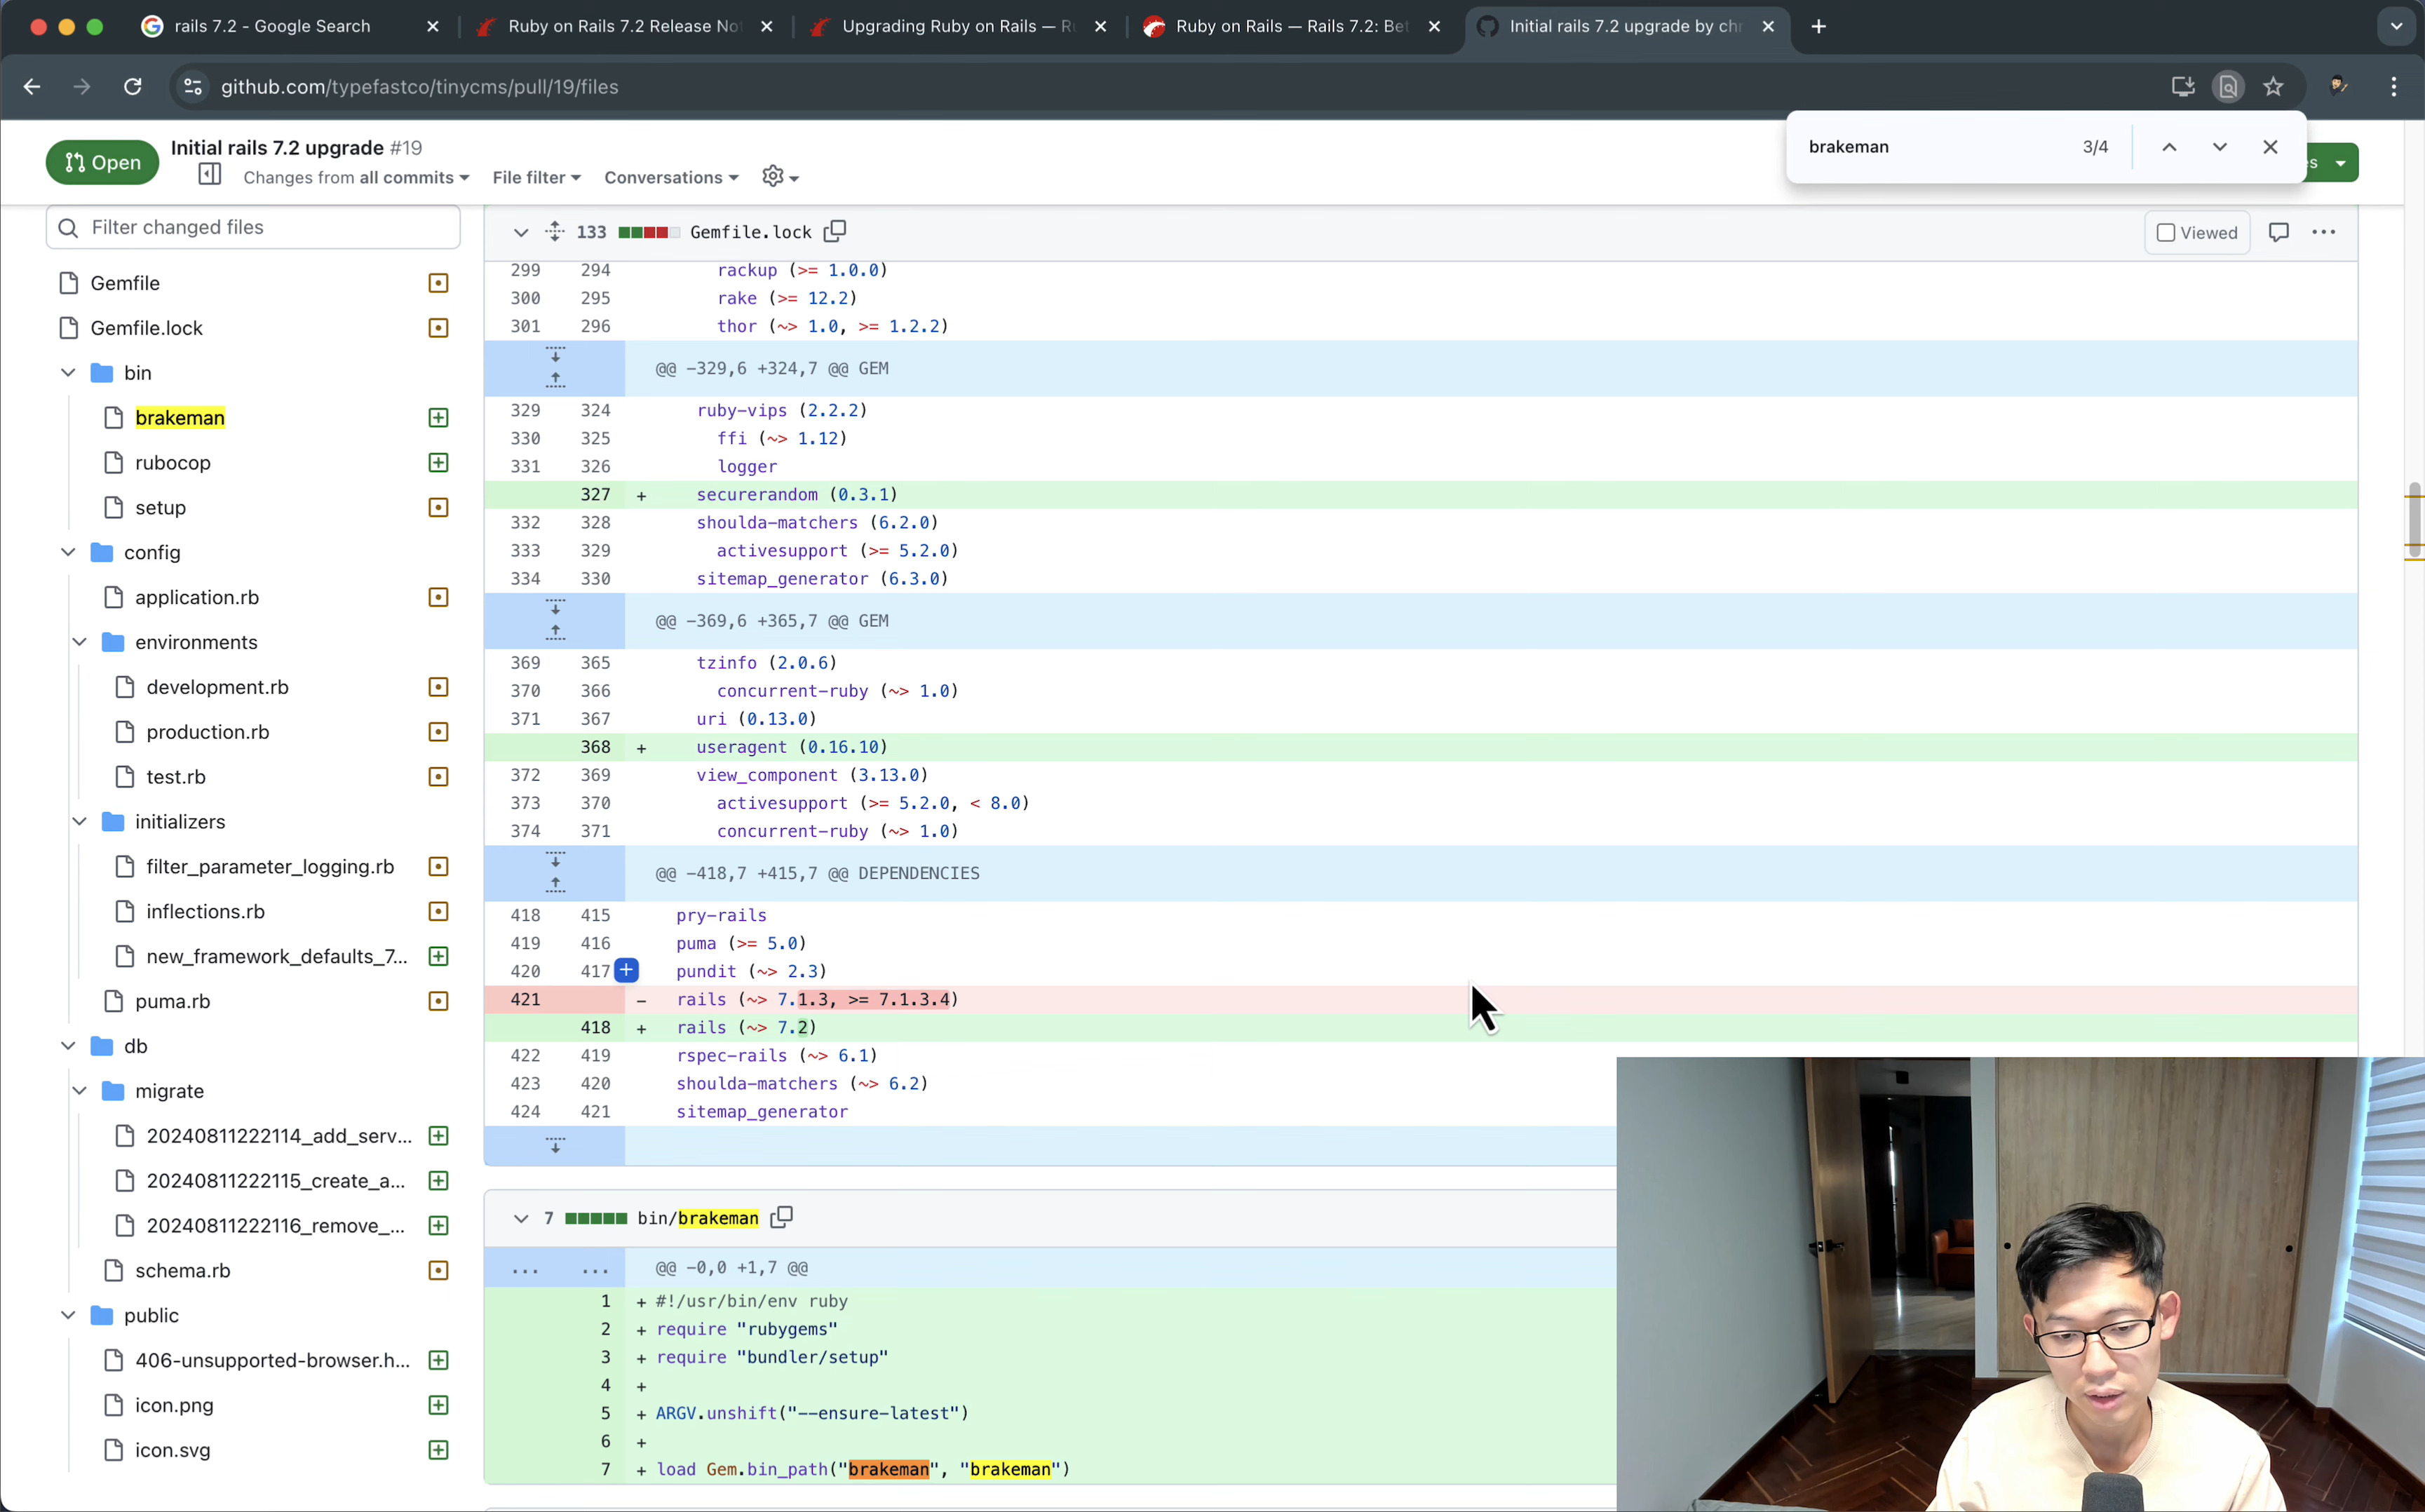 rails 7.2 - Google Search
Ruby on Rails 7.2 Release No
Upgrading Ruby on Rails — R
Ruby on Rails — Rails 7.2: Bet
Initial rails 7.2 upgrade by chr
github.com/typefastco/tinycms/pull/19/files
brakeman 3/4
Open
Initial rails 7.2 upgrade #19
Changes from all commits File filter Conversations
s
Filter changed files
Gemfile
Gemfile.lock
bin
brakeman
rubocop
setup
config
application.rb
environments
development.rb
production.rb
test.rb
initializers
filter_parameter_logging.rb
inflections.rb
new_framework_defaults_7...
puma.rb
db
migrate
20240811222114_add_serv...
20240811222115_create_a...
20240811222116_remove_...
schema.rb
public
406-unsupported-browser.h...
icon.png
icon.svg
133 Gemfile.lock Viewed
299 294 rackup (>= 1.0.0)
300 295 rake (>= 12.2)
301 296 thor (~> 1.0, >= 1.2.2)
@@ -329,6 +324,7 @@ GEM
329 324 ruby-vips (2.2.2)
330 325 ffi (~> 1.12)
331 326 logger
327 + securerandom (0.3.1)
332 328 shoulda-matchers (6.2.0)
333 329 activesupport (>= 5.2.0)
334 330 sitemap_generator (6.3.0)
@@ -369,6 +365,7 @@ GEM
369 365 tzinfo (2.0.6)
370 366 concurrent-ruby (~> 1.0)
371 367 uri (0.13.0)
368 + useragent (0.16.10)
372 369 view_component (3.13.0)
373 370 activesupport (>= 5.2.0, < 8.0)
374 371 concurrent-ruby (~> 1.0)
@@ -418,7 +415,7 @@ DEPENDENCIES
418 415 pry-rails
419 416 puma (>= 5.0)
420 417 + pundit (~> 2.3)
421 - rails (~> 7.1.3, >= 7.1.3.4)
418 + rails (~> 7.2)
422 419 rspec-rails (~> 6.1)
423 420 shoulda-matchers (~> 6.2)
424 421 sitemap_generator
7 bin/brakeman
... ... @@ -0,0 +1,7 @@
1 + #!/usr/bin/env ruby
2 + require "rubygems"
3 + require "bundler/setup"
4 +
5 + ARGV.unshift("--ensure-latest")
6 +
7 + load Gem.bin_path("brakeman", "brakeman")